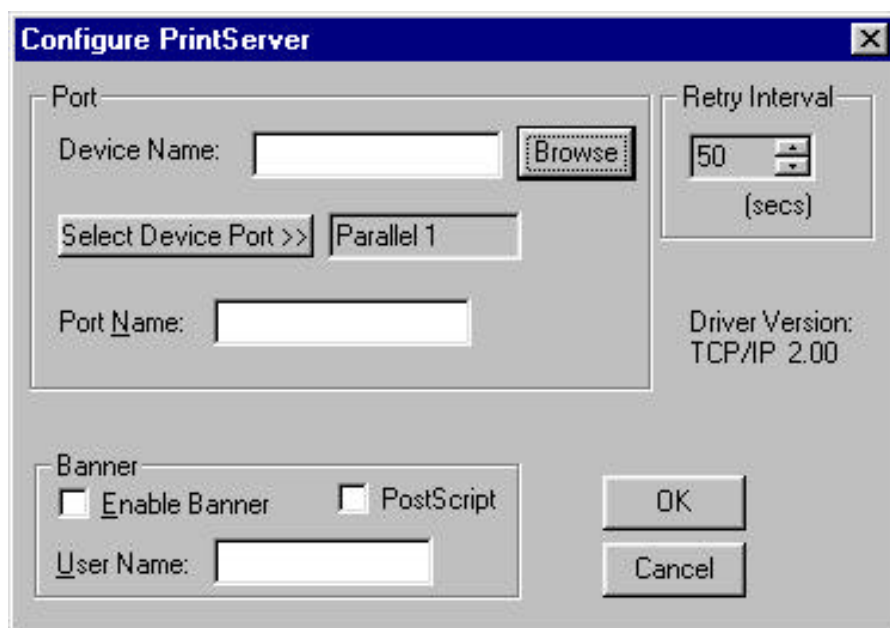 Configure PrintServer
Port
Device Name:
Browse
Select Device Port >>
Parallel 1
Port Name:
Retry Interval
50
(secs)
Driver Version:
TCP/IP 2.00
Banner
Enable Banner
PostScript
User Name:
OK
Cancel